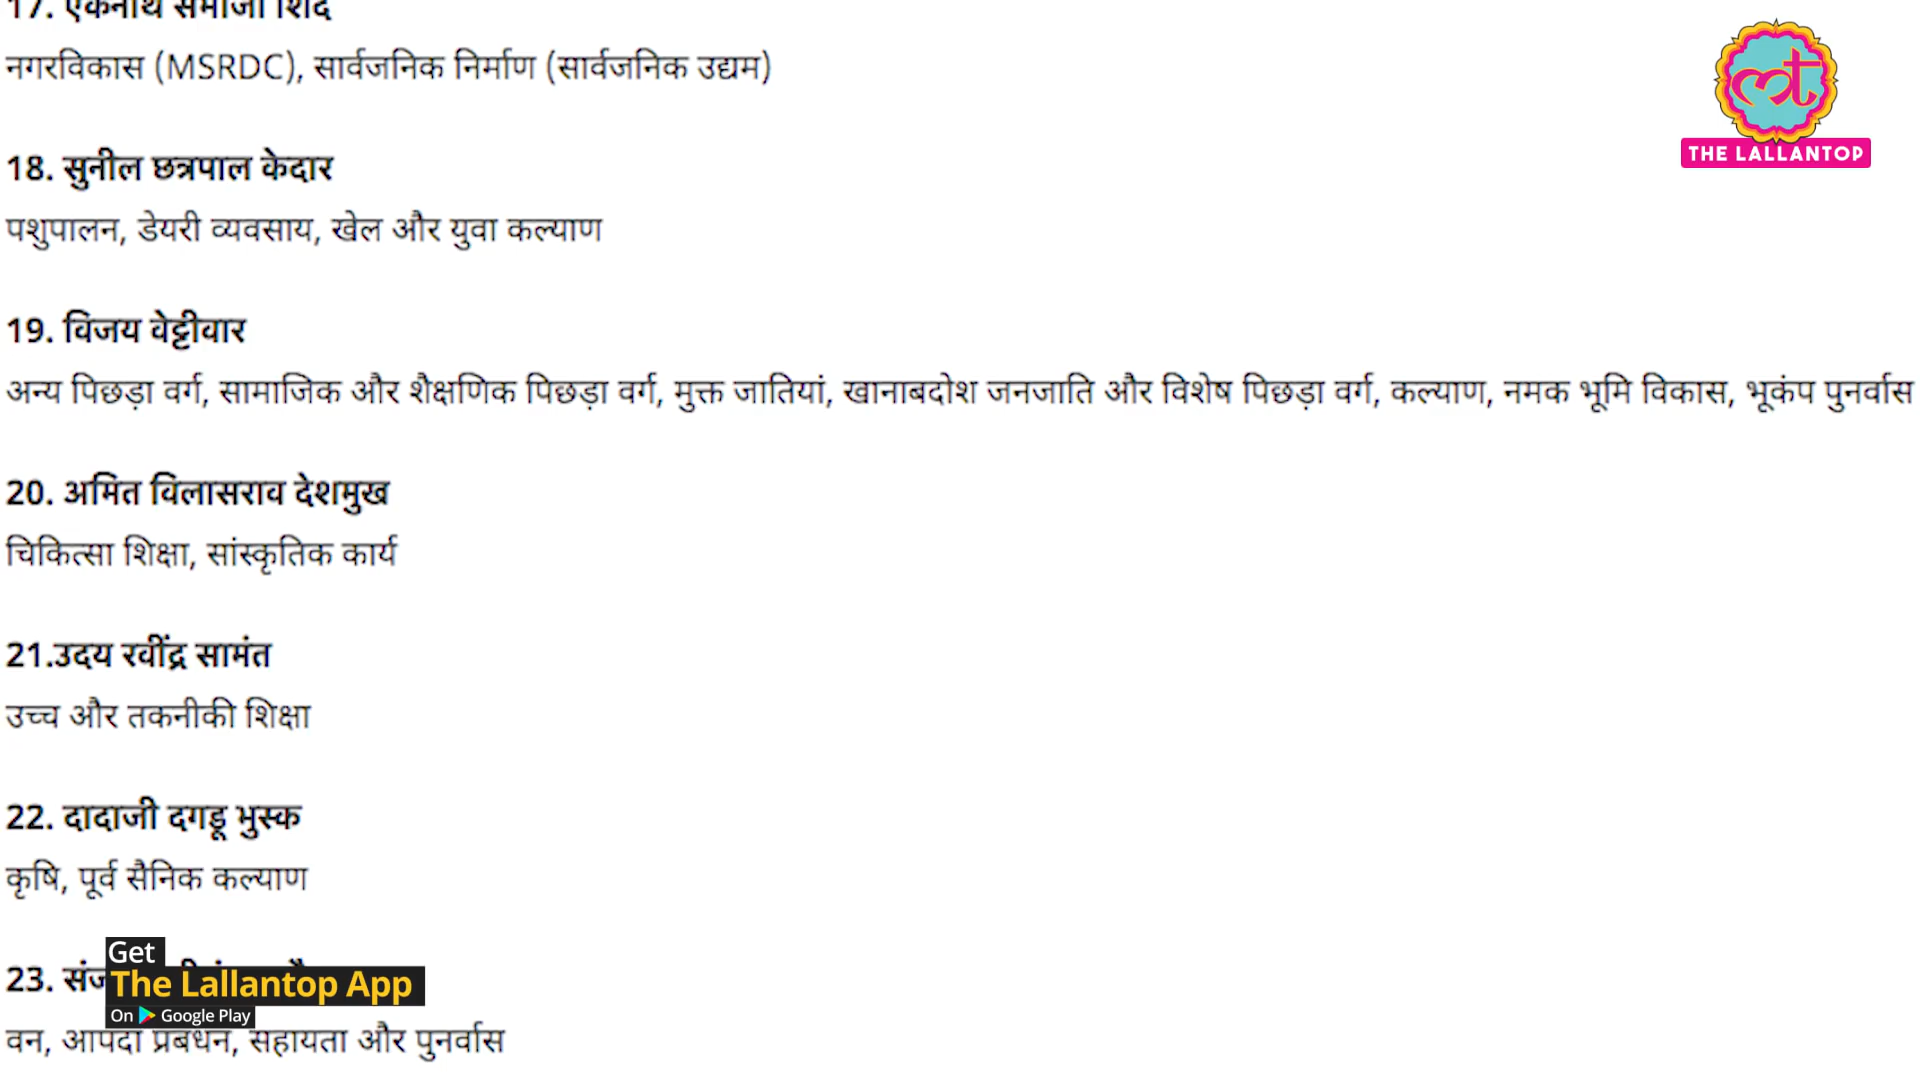 17. एकनाथ संभाजी शिंदे
नगरविकास (MSRDC), सार्वजनिक निर्माण (सार्वजनिक उद्यम)
THE LALLANTOP
18. सुनील छत्रपाल केदार
पशुपालन, डेयरी व्यवसाय, खेल और युवा कल्याण
19. विजय वेट्टीवार
अन्य पिछड़ा वर्ग, सामाजिक और शैक्षणिक पिछड़ा वर्ग, मुक्त जातियां, खानाबदोश जनजाति और विशेष पिछड़ा वर्ग, कल्याण, नमक भूमि विकास, भूकंप पुनर्वास
20. अमित विलासराव देशमुख
चिकित्सा शिक्षा, सांस्कृतिक कार्य
21.उदय रवींद्र सामंत
उच्च और तकनीकी शिक्षा
22. दादाजी दगडू भुस्क
कृषि, पूर्व सैनिक कल्याण
23.
Get
The Lallantop App
On Google Play
वन, आपदा प्रबंधन, सहायता और पुनर्वास